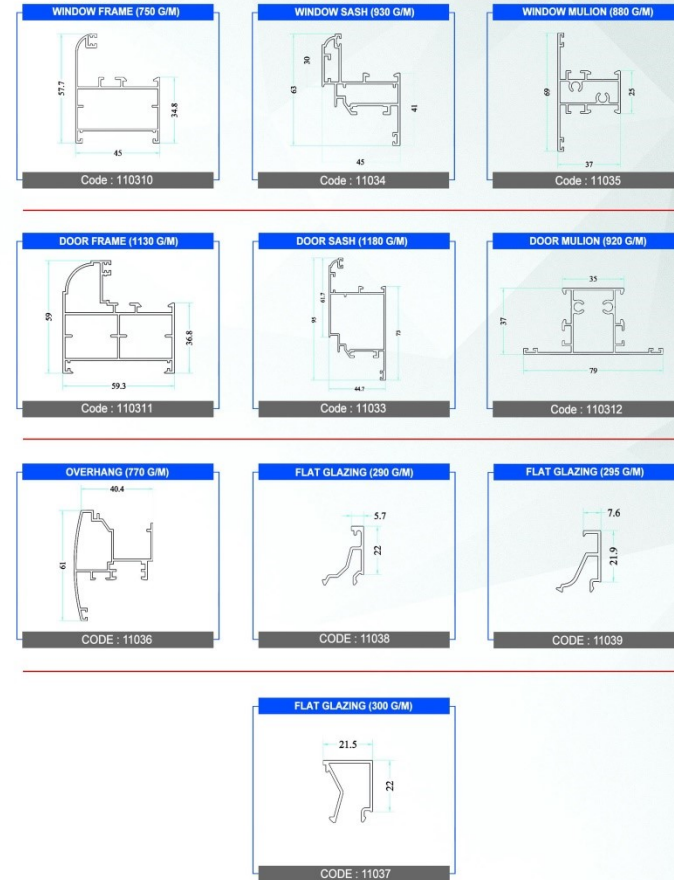 WINDOW FRAME (750 G/M)
57.7
34.8
45
Code : 110310
WINDOW SASH (930 G/M)
30
63
41
45
Code : 11034
WINDOW MULION (880 G/M)
69
25
37
Code : 11035
DOOR FRAME (1130 G/M)
59
36.8
59.3
Code : 110311
DOOR SASH (1180 G/M)
61.7
95
73
44.7
Code : 11033
DOOR MULION (920 G/M)
35
37
79
Code : 110312
OVERHANG (770 G/M)
40.4
61
CODE : 11036
FLAT GLAZING (290 G/M)
5.7
22
CODE : 11038
FLAT GLAZING (295 G/M)
7.6
21.9
CODE : 11039
FLAT GLAZING (300 G/M)
21.5
22
CODE : 11037